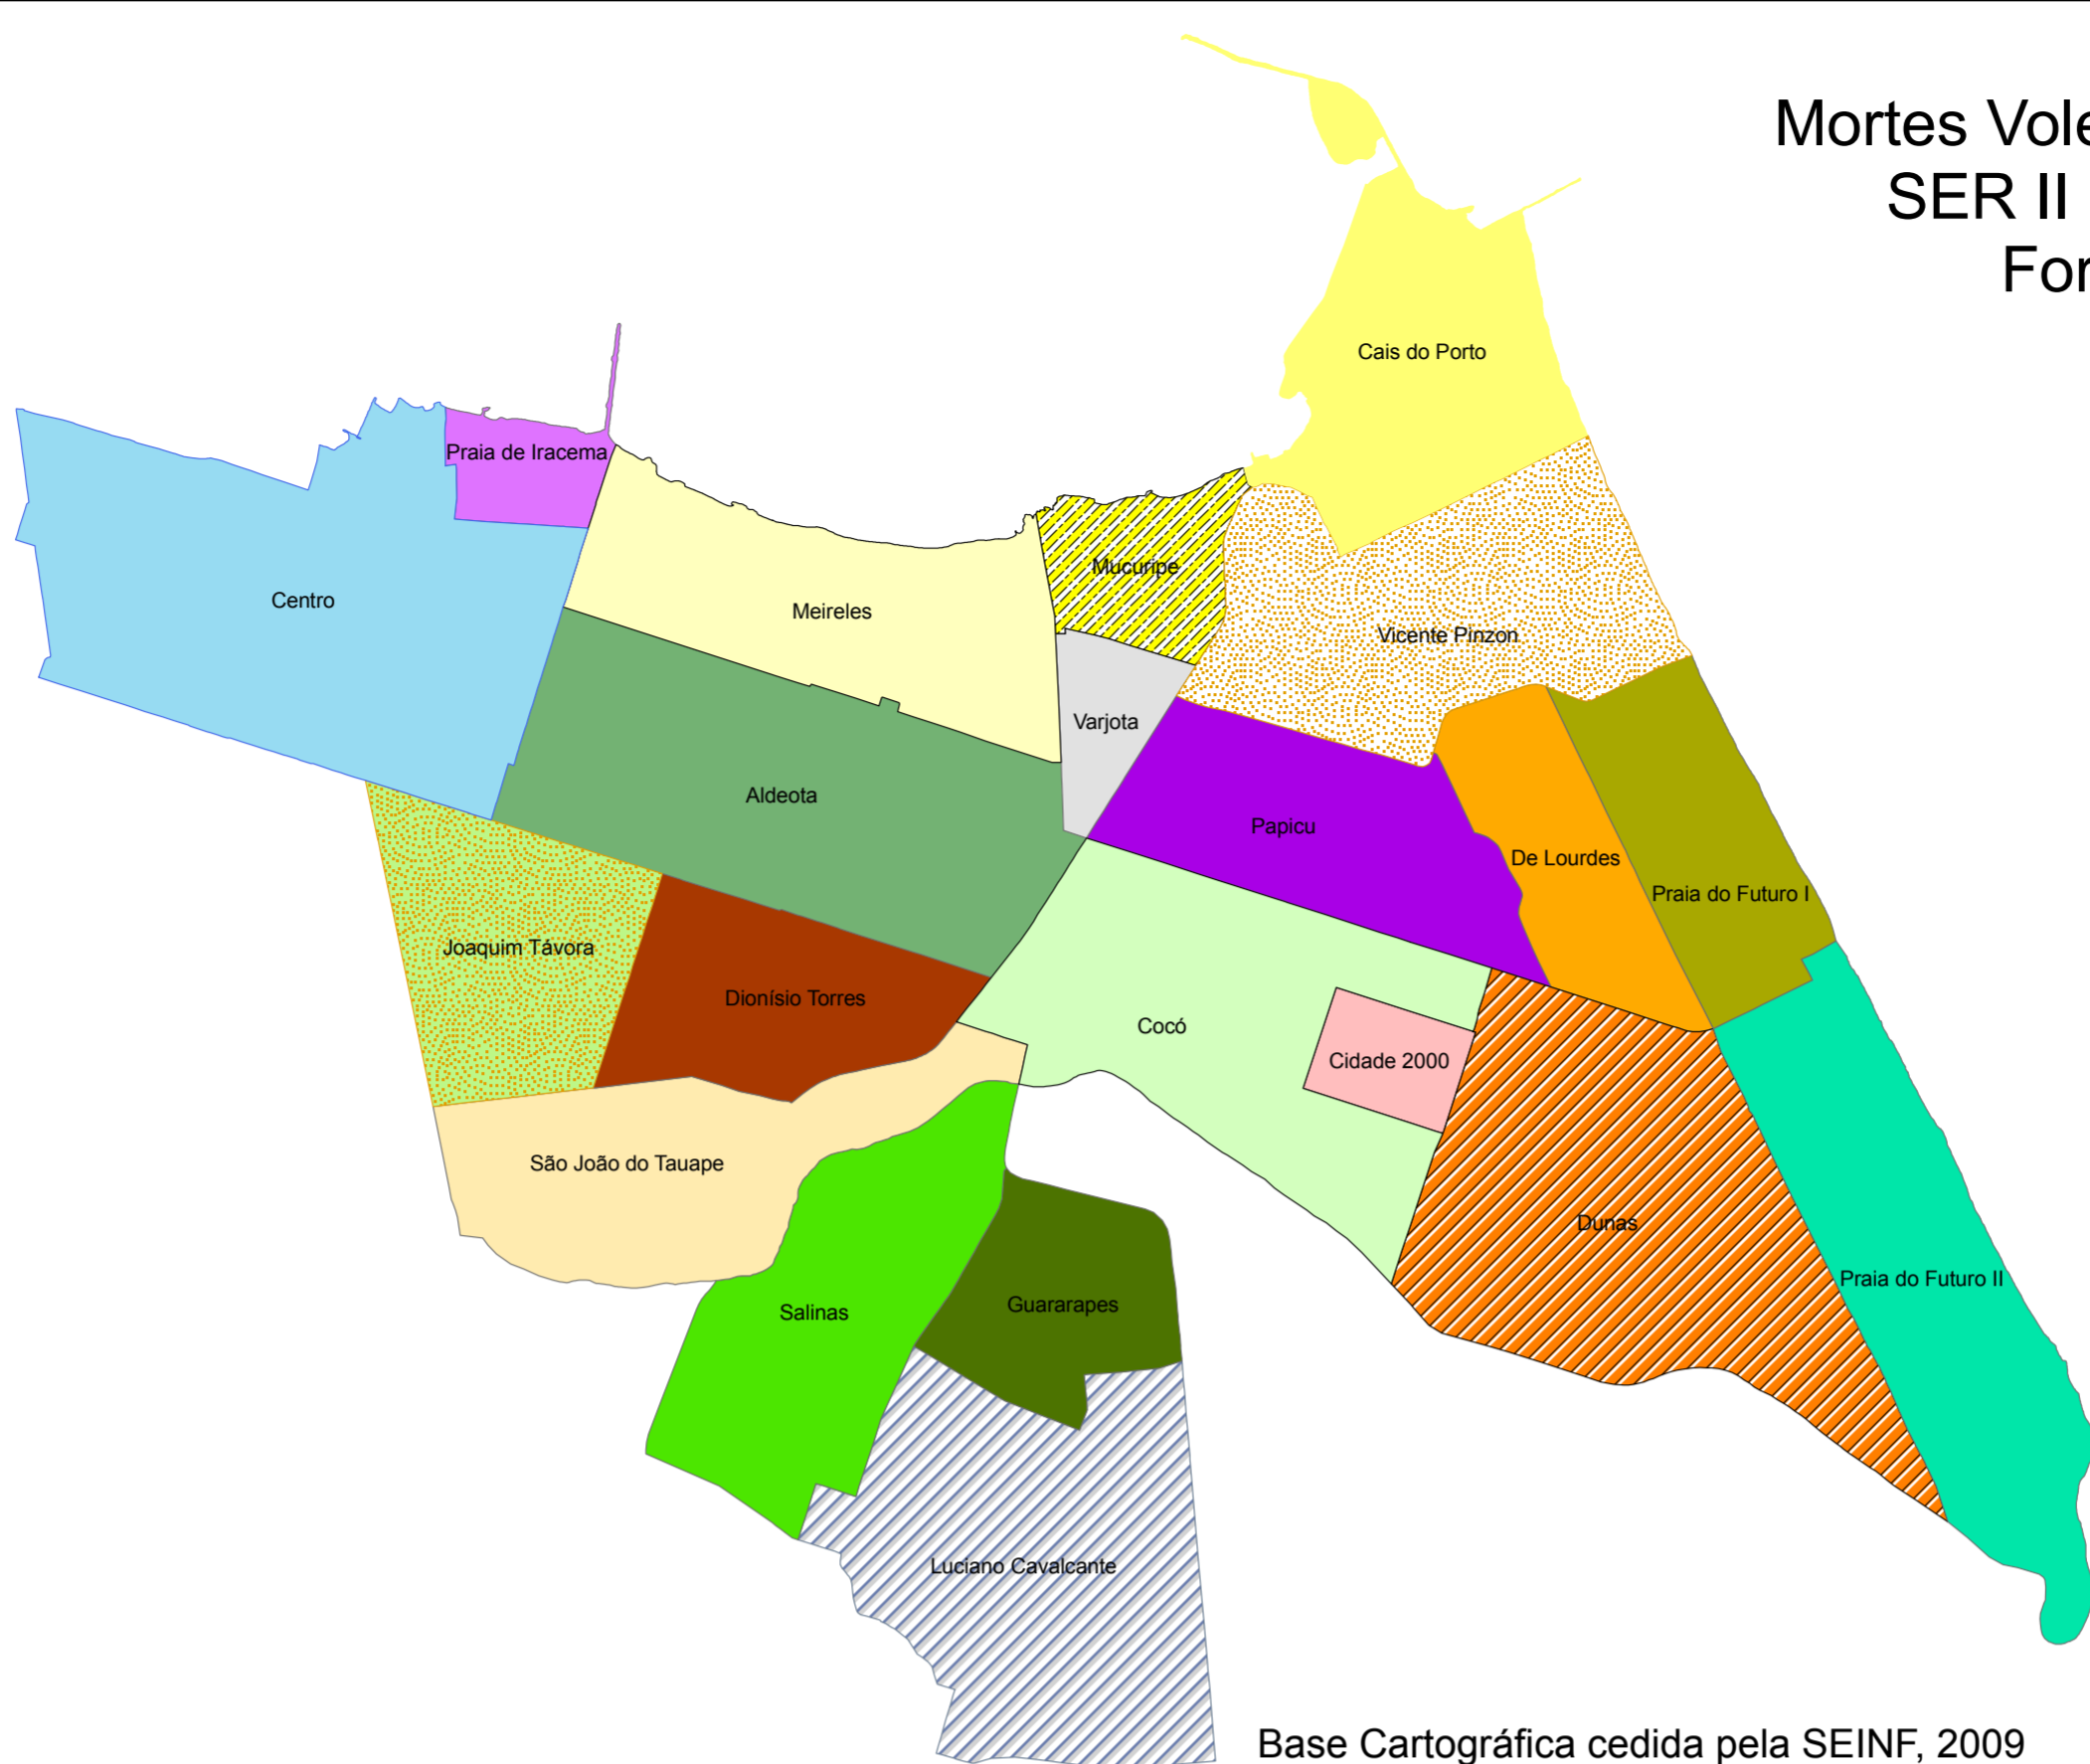 Mortes Vole
SER II
For
Cais do Porto
Praia de Iracema
Mucuripe
Centro
Meireles
Vicente Pinzon
Varjota
Aldeota
Papicu
De Lourdes
Praia do Futuro I
Joaquim Távora
Dionísio Torres
Cocó
Cidade 2000
São João do Tauape
Dunas
Praia do Futuro II
Guararapes
Salinas
Luciano Cavalcante
Base Cartográfica cedida pela SEINF, 2009